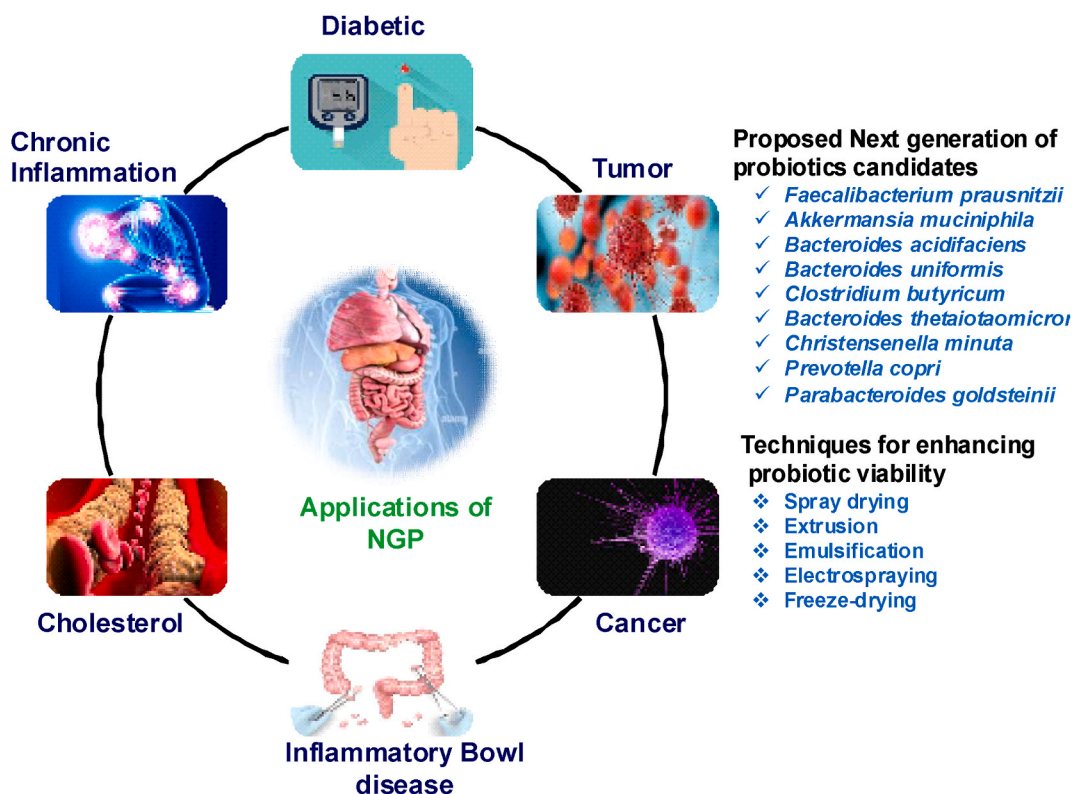 Diabetic
Chronic
Inflammation
Tumor
Applications of
NGP
Cholesterol
Cancer
Inflammatory Bowl
disease
Proposed Next generation of
probiotics candidates
✓ Faecalibacterium prausnitzii
✓ Akkermansia muciniphila
✓ Bacteroides acidifaciens
✓ Bacteroides uniformis
✓ Clostridium butyricum
✓ Bacteroides thetaiotaomicron
✓ Christensenella minuta
✓ Prevotella copri
✓ Parabacteroides goldsteinii
Techniques for enhancing
probiotic viability
❖ Spray drying
❖ Extrusion
❖ Emulsification
❖ Electrospraying
❖ Freeze-drying